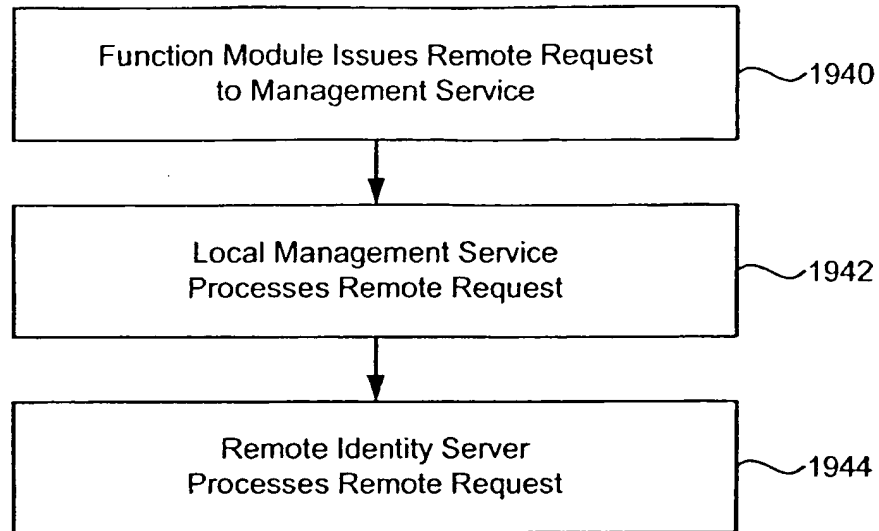 Function Module Issues Remote Request
to Management Service
1940
Local Management Service
Processes Remote Request
1942
Remote Identity Server
Processes Remote Request
1944